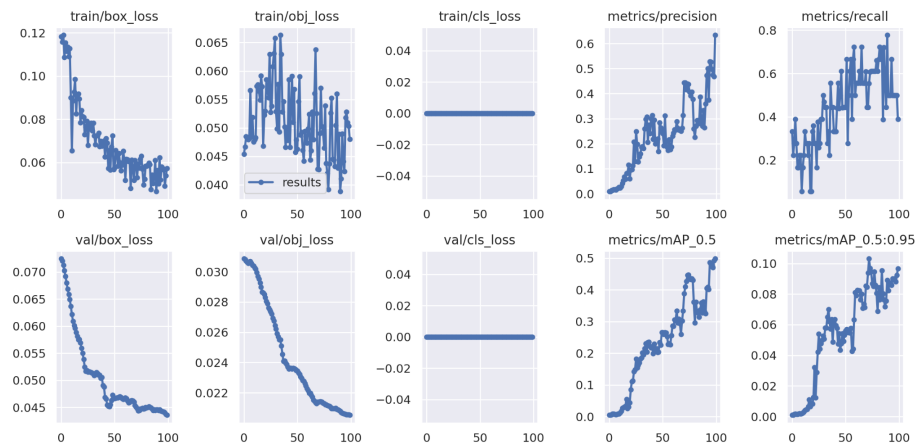 train/box_loss
train/obj_loss
train/cls_loss
metrics/precision
metrics/recall
0.12
0.10
0.08
0.06
0 50 100
0.065
0.060
0.055
0.050
0.045
0.040
results
0 50 100
0.04
0.02
0.00
−0.02
−0.04
0 50 100
0.6
0.5
0.4
0.3
0.2
0.1
0.0
0 50 100
0.8
0.6
0.4
0.2
0 50 100
val/box_loss
val/obj_loss
val/cls_loss
metrics/mAP_0.5
metrics/mAP_0.5:0.95
0.070
0.065
0.060
0.055
0.050
0.045
0 50 100
0.030
0.028
0.026
0.024
0.022
0 50 100
0.04
0.02
0.00
−0.02
−0.04
0 50 100
0.5
0.4
0.3
0.2
0.1
0.0
0 50 100
0.10
0.08
0.06
0.04
0.02
0.00
0 50 100